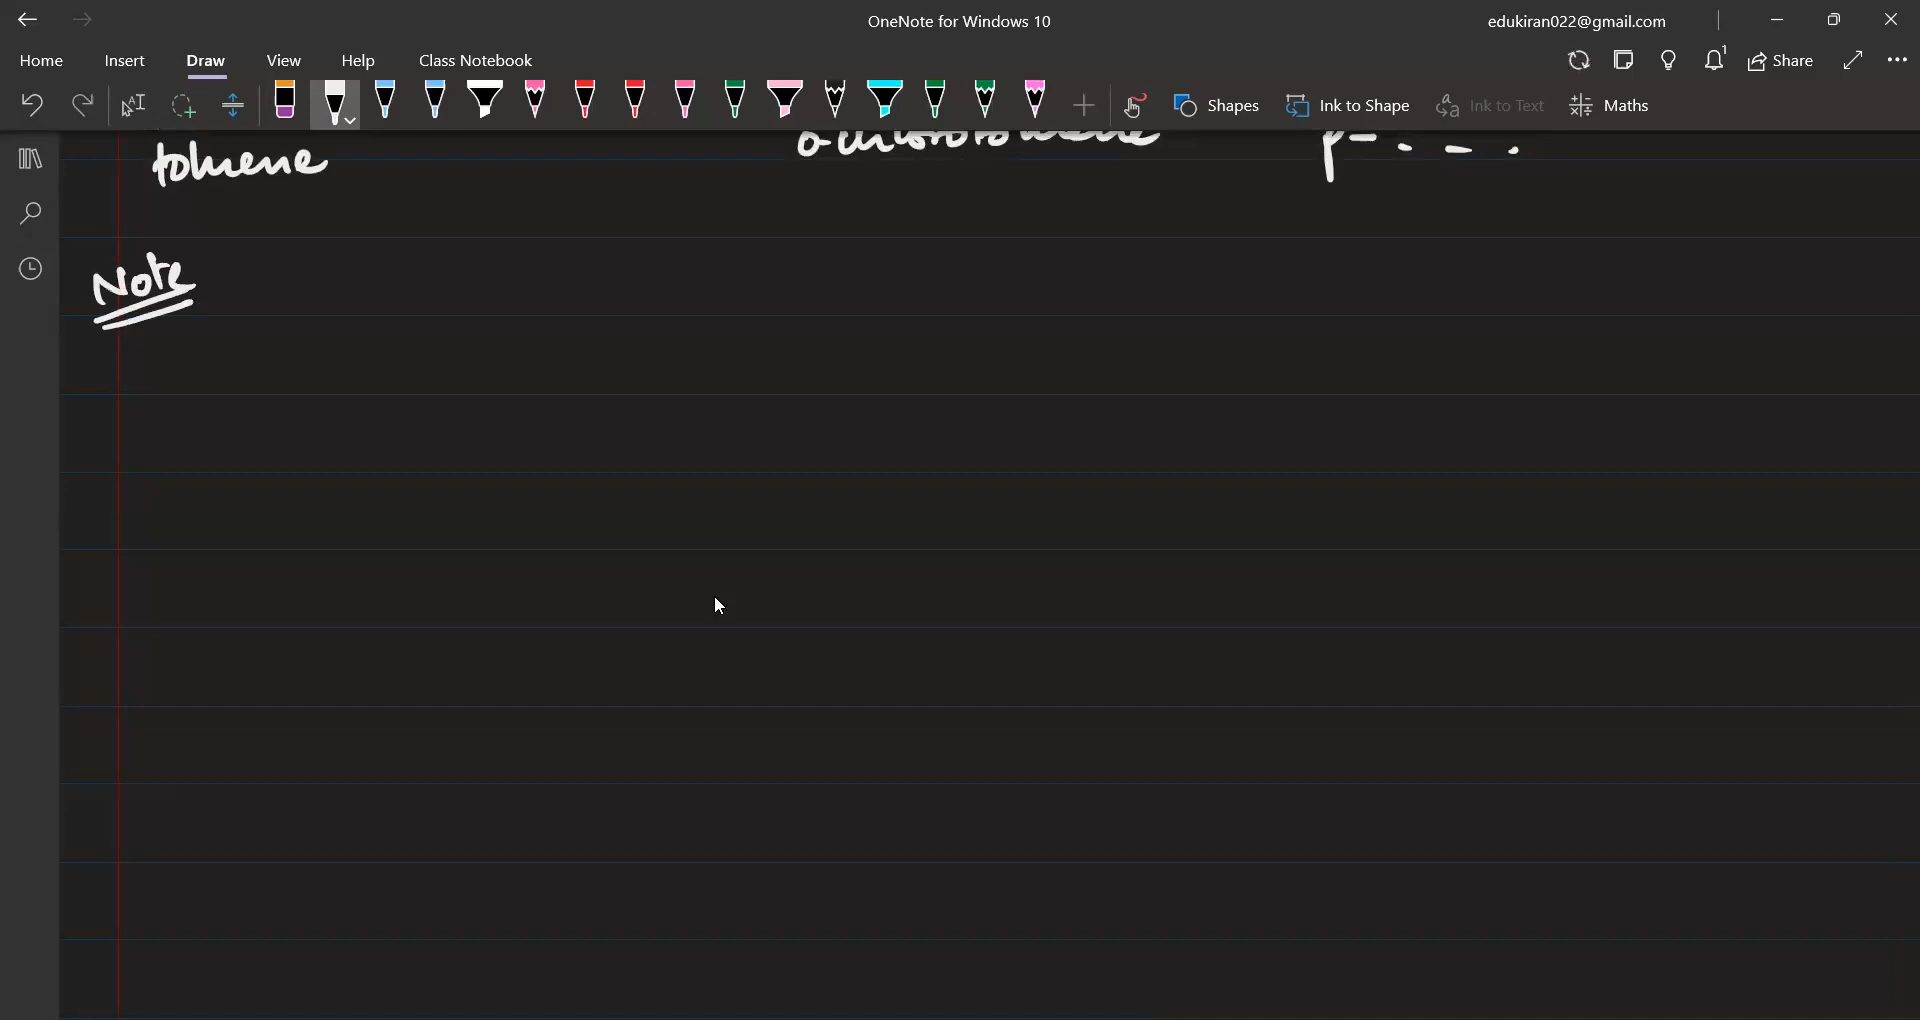 OneNote for Windows 10
edukiran022@gmail.com
Home Insert Draw View Help Class Notebook
1
Share
Shapes Ink to Shape Ink to Text Maths
toluene
p- . - .
Note